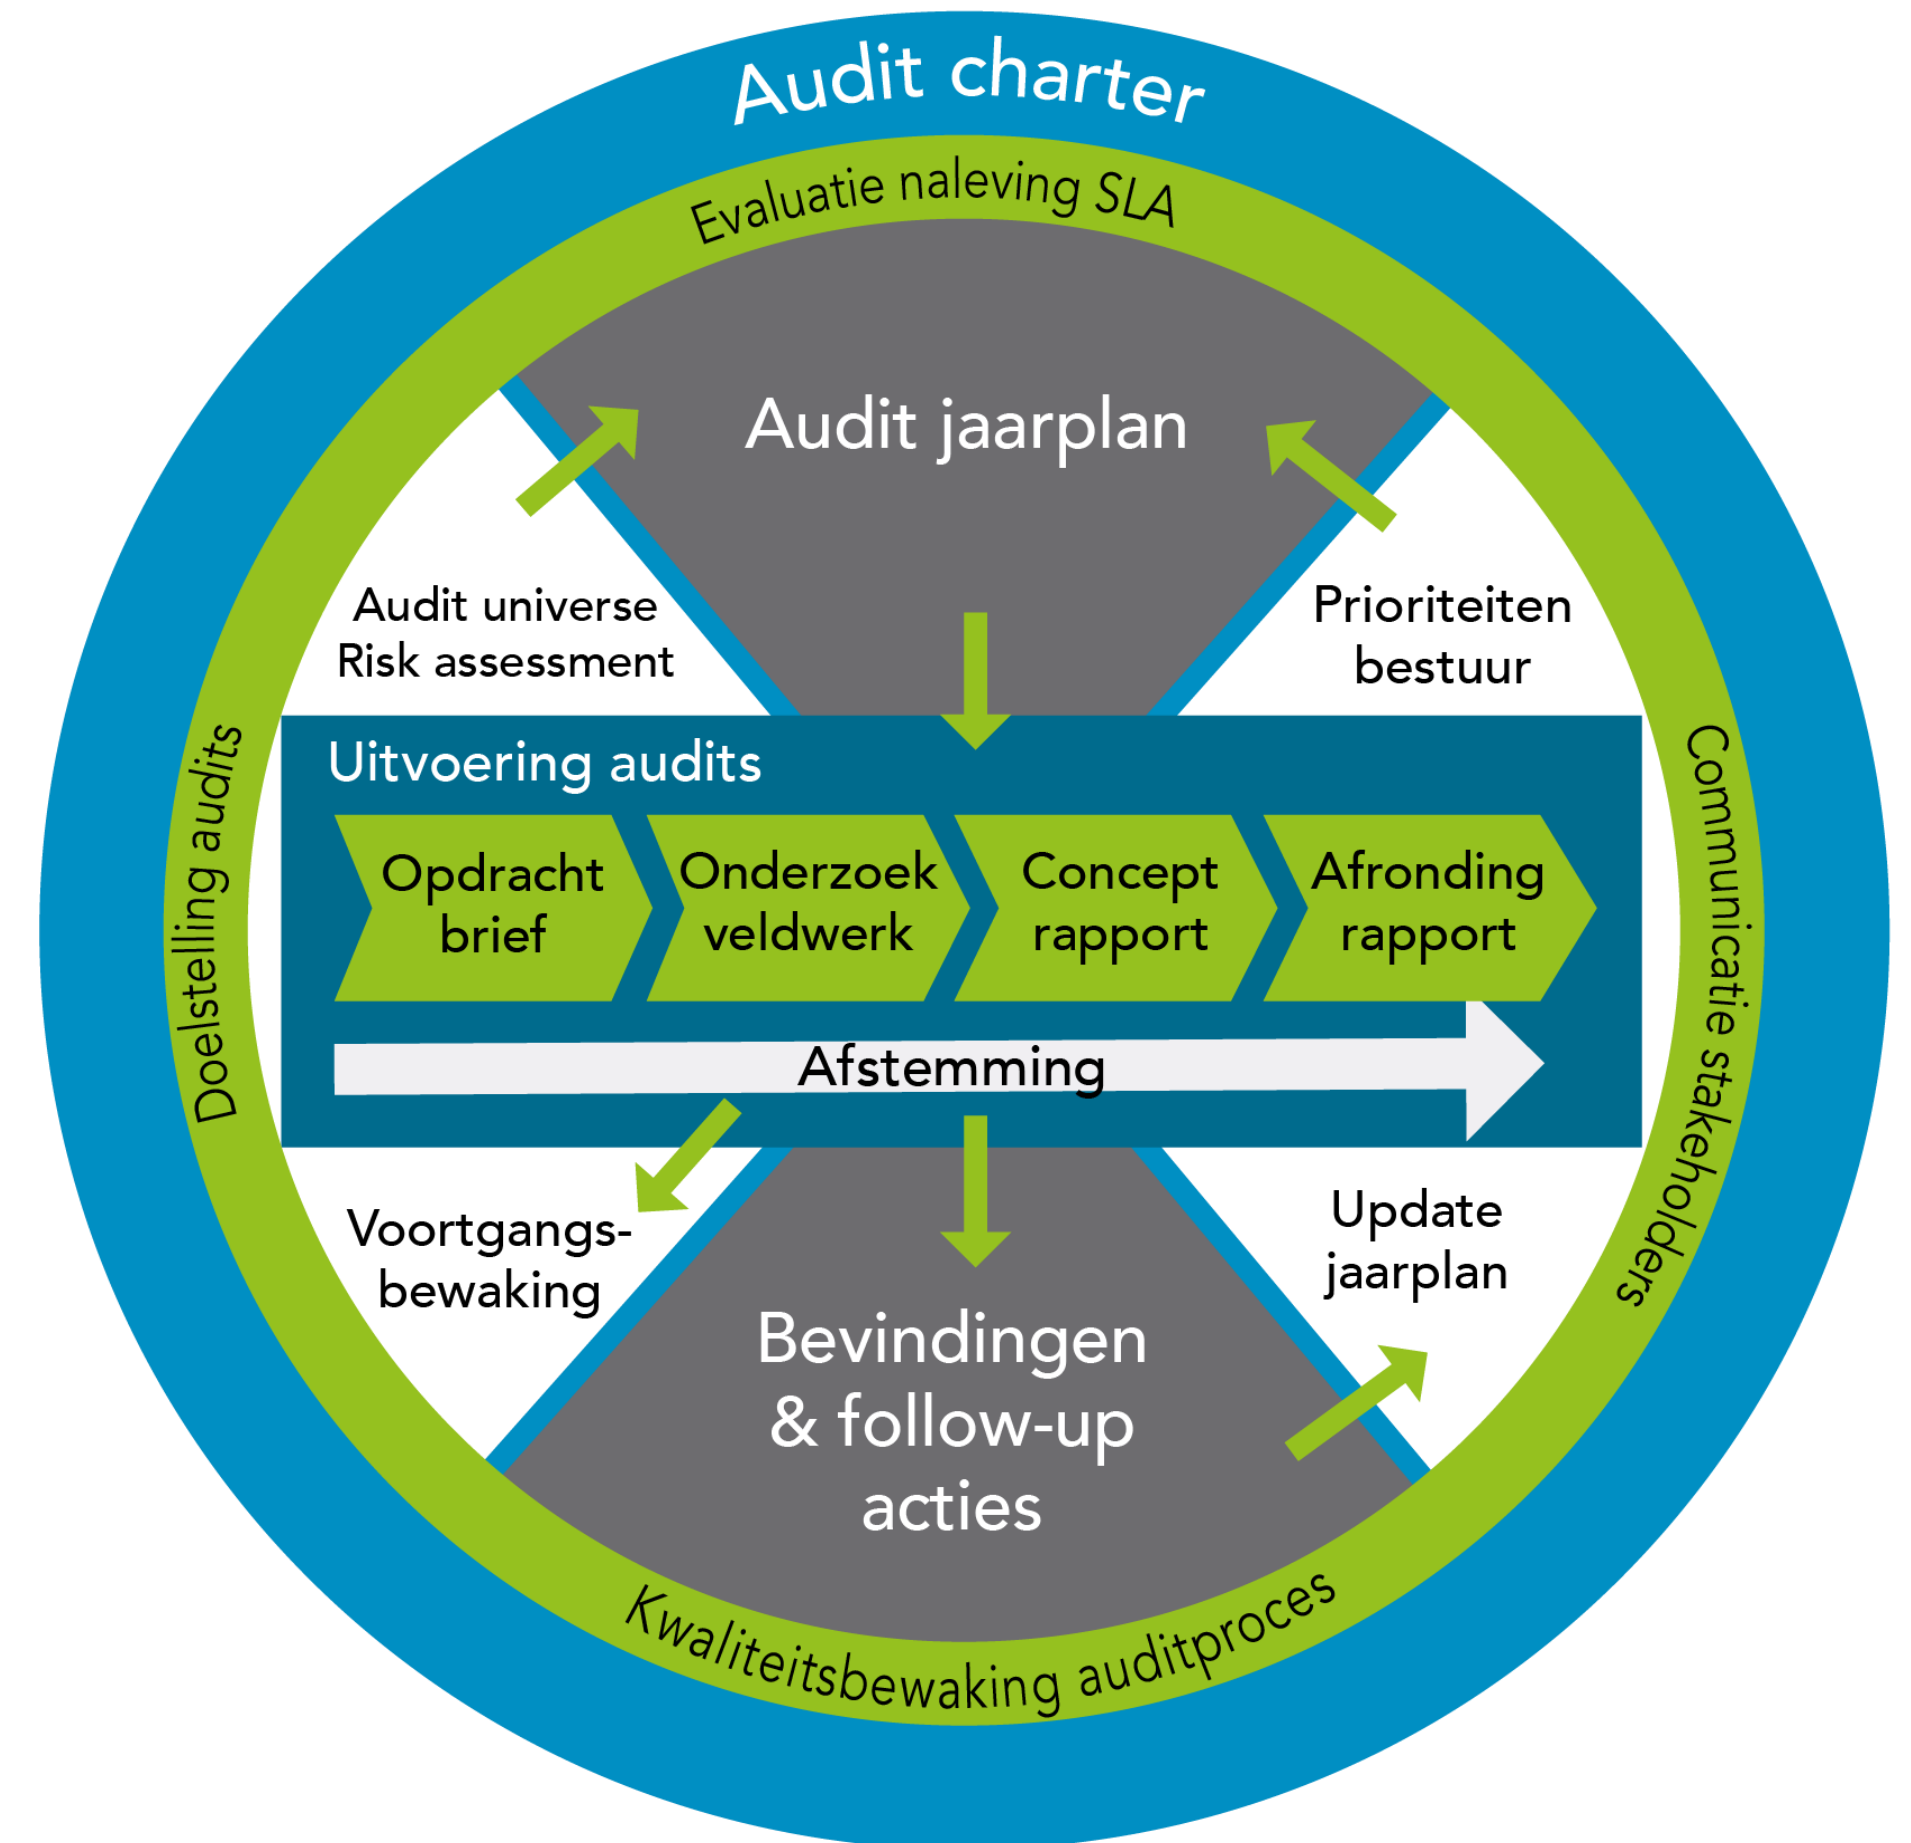 Audit charter
Evaluatie naleving SLA
Audit jaarplan
Audit universe
Risk assessment
Prioriteiten
bestuur
Doelstelling audits
Communicatie stakeholders
Uitvoering audits
Opdracht
brief
Onderzoek
veldwerk
Concept
rapport
Afronding
rapport
Afstemming
Voortgangs-
bewaking
Update
jaarplan
Bevindingen
& follow-up
acties
Kwaliteitsbewaking auditproces